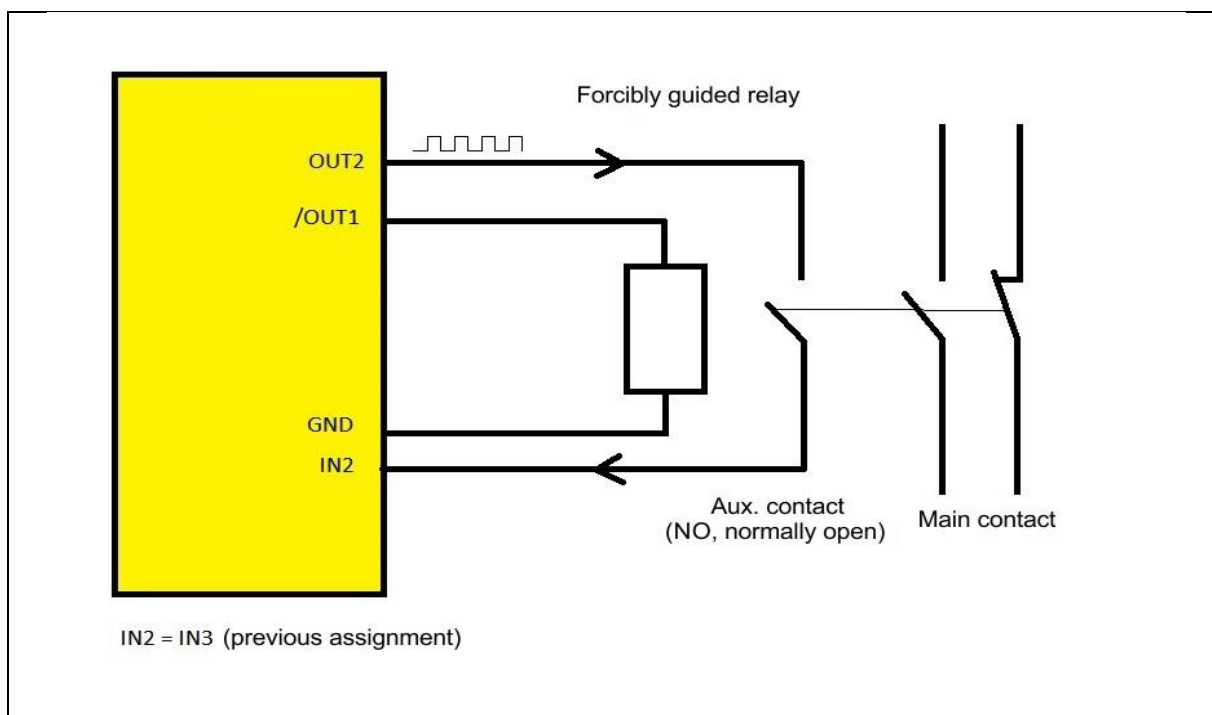 Forcibly guided relay
OUT2
/OUT1
GND
IN2
Aux. contact
(NO, normally open)
Main contact
IN2 = IN3 (previous assignment)